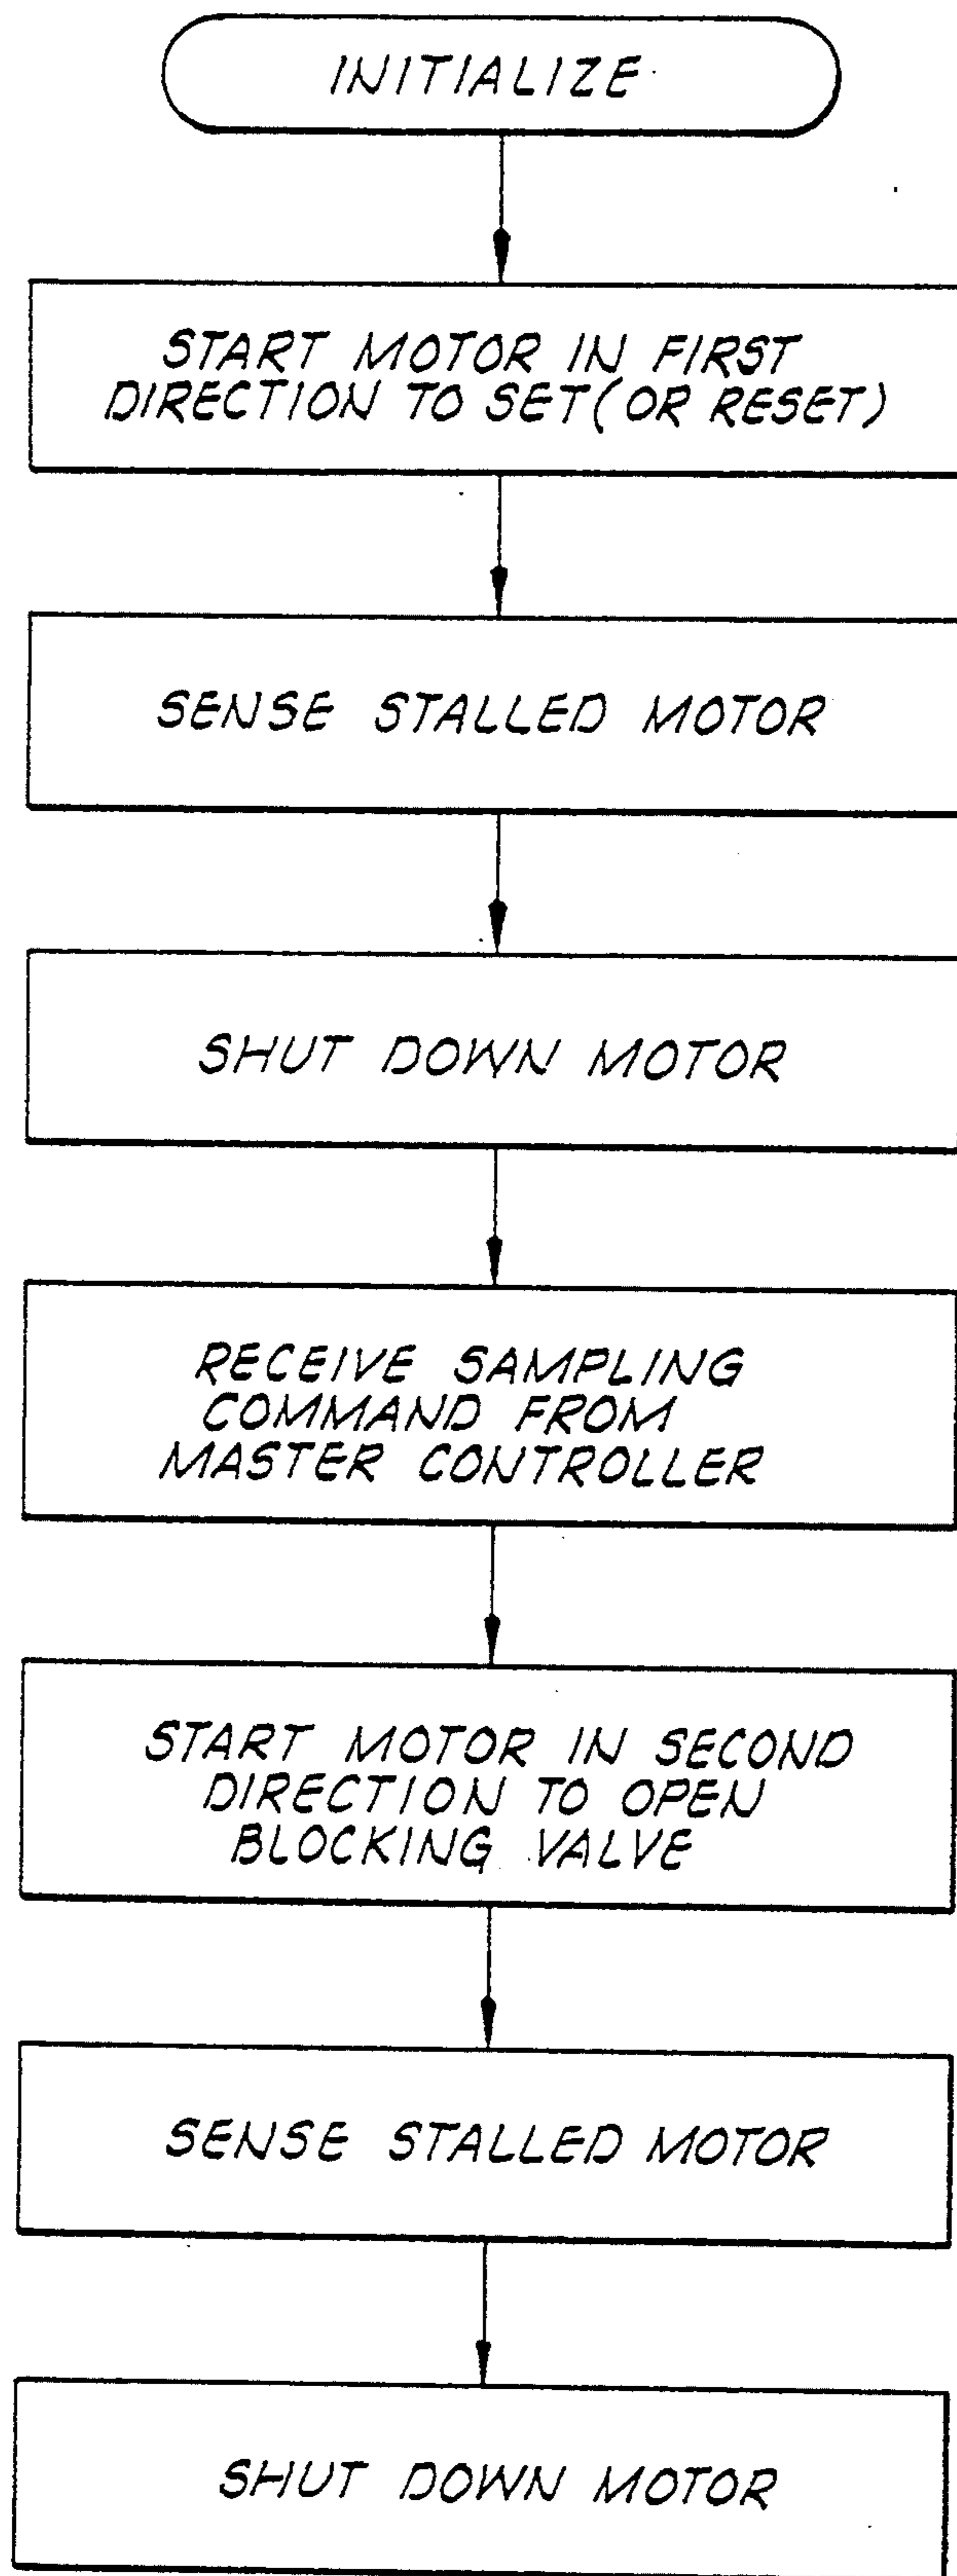 INITIALIZE
START MOTOR IN FIRST
DIRECTION TO SET (OR RESET)
SENSE STALLED MOTOR
SHUT DOWN MOTOR
RECEIVE SAMPLING
COMMAND FROM
MASTER CONTROLLER
START MOTOR IN SECOND
DIRECTION TO OPEN
BLOCKING VALVE
SENSE STALLED MOTOR
SHUT DOWN MOTOR